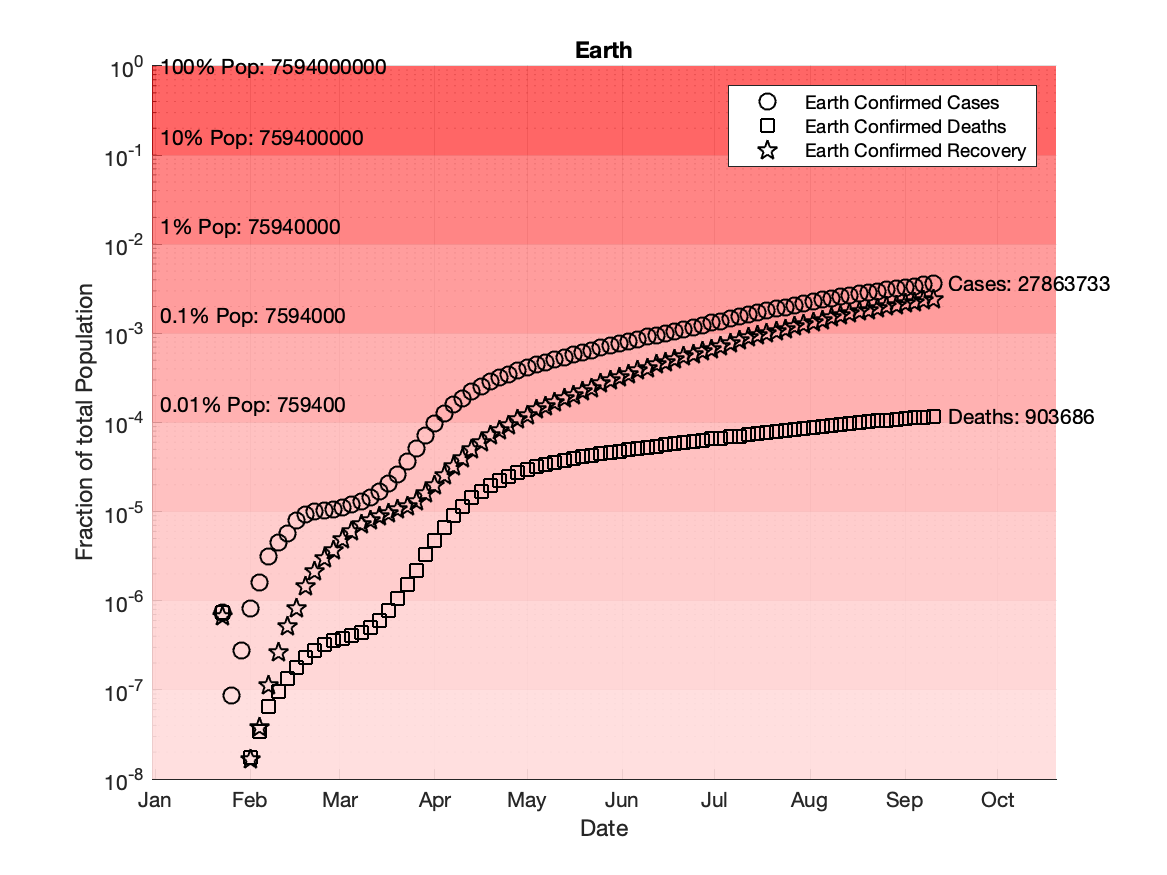 Earth
10^0
100% Pop: 7594000000
Earth Confirmed Cases
Earth Confirmed Deaths
Earth Confirmed Recovery
10% Pop: 759400000
10^-1
1% Pop: 75940000
10^-2
Cases: 27863733
0.1% Pop: 7594000
10^-3
0.01% Pop: 759400
Deaths: 903686
10^-4
10^-5
10^-6
10^-7
10^-8
Fraction of total Population
Jan Feb Mar Apr May Jun Jul Aug Sep Oct
Date